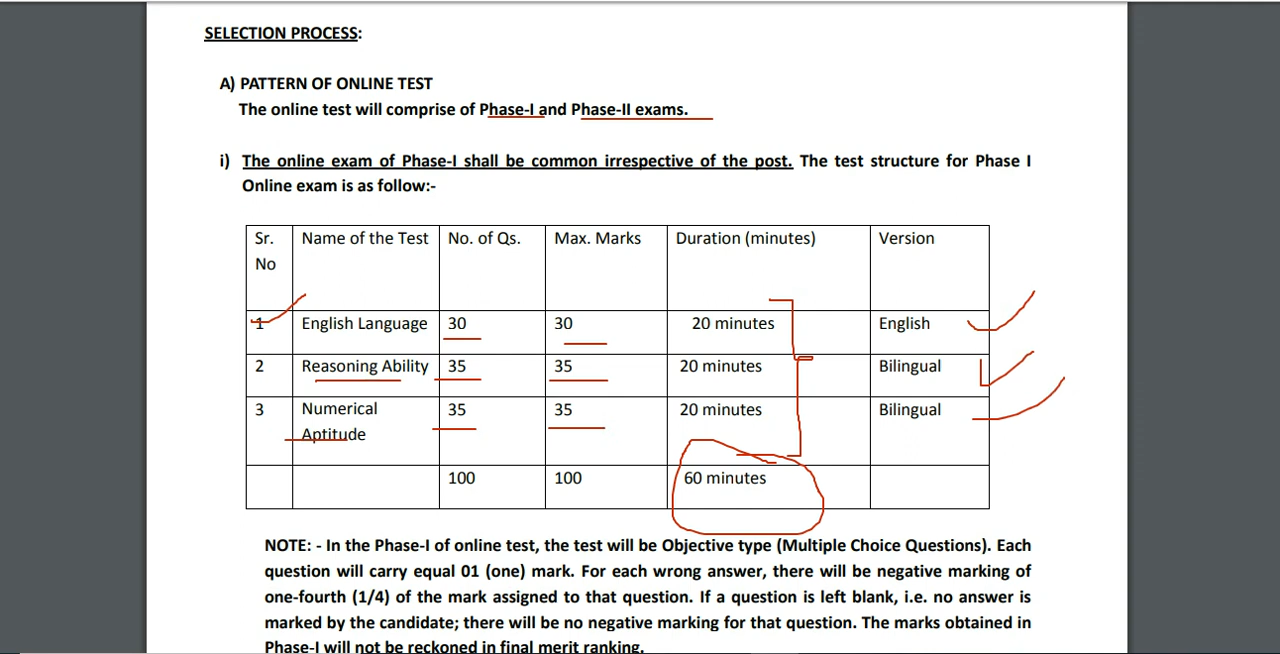 SELECTION PROCESS:
A) PATTERN OF ONLINE TEST
The online test will comprise of Phase-I and Phase-II exams.
i) The online exam of Phase-I shall be common irrespective of the post. The test structure for Phase I
Online exam is as follow:-
Sr. No Name of the Test No. of Qs. Max. Marks Duration (minutes) Version
1 English Language 30 30 20 minutes English
2 Reasoning Ability 35 35 20 minutes Bilingual
3 Numerical Aptitude 35 35 20 minutes Bilingual
100 100 60 minutes
NOTE: - In the Phase-I of online test, the test will be Objective type (Multiple Choice Questions). Each
question will carry equal 01 (one) mark. For each wrong answer, there will be negative marking of
one-fourth (1/4) of the mark assigned to that question. If a question is left blank, i.e. no answer is
marked by the candidate; there will be no negative marking for that question. The marks obtained in
Phase-I will not be reckoned in final merit ranking.